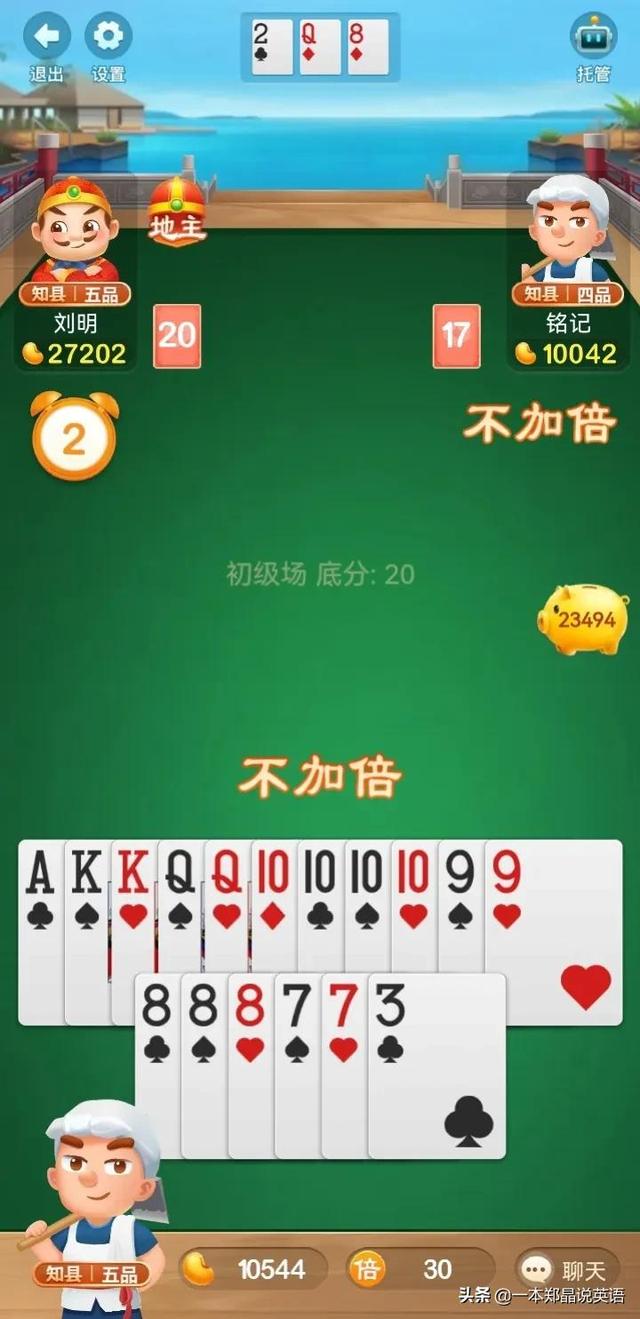 2 Q 8
退出 设置 托管
地主
知县 五品
刘明
27202
20
17
知县 四品
铭记
10042
2
不加倍
初级场 底分: 20
23494
不加倍
A K K Q Q 10 10 10 10 9 9
8 8 8 7 7 3
知县 五品
10544
倍 30
聊天
头条 @一本郑晶说英语